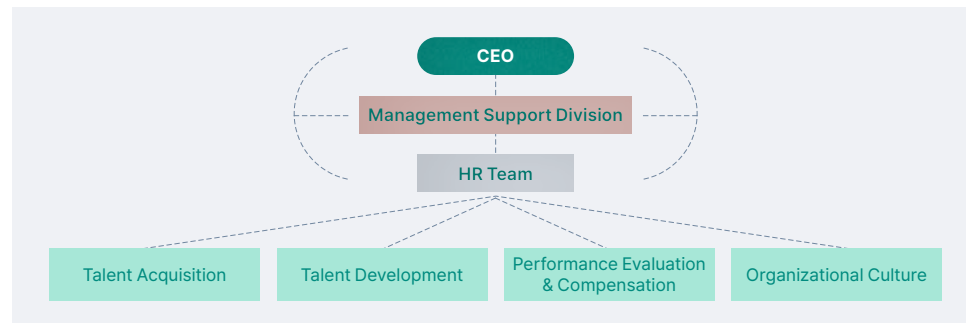 CEO
Management Support Division
HR Team
Talent Acquisition
Talent Development
Performance Evaluation
& Compensation
Organizational Culture